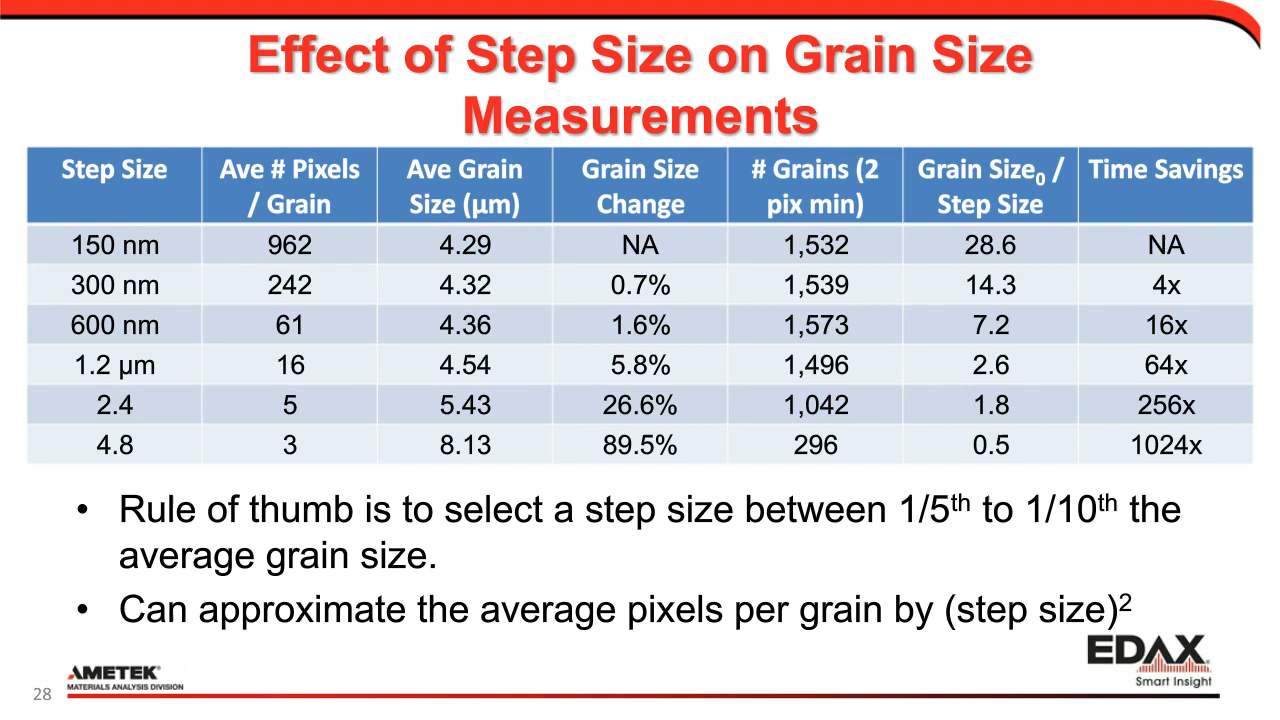 Effect of Step Size on Grain Size
Measurements
Step Size Ave # Pixels / Grain Ave Grain Size (μm) Grain Size Change # Grains (2 pix min) Grain Size₀ / Step Size Time Savings
150 nm 962 4.29 NA 1,532 28.6 NA
300 nm 242 4.32 0.7% 1,539 14.3 4x
600 nm 61 4.36 1.6% 1,573 7.2 16x
1.2 μm 16 4.54 5.8% 1,496 2.6 64x
2.4 5 5.43 26.6% 1,042 1.8 256x
4.8 3 8.13 89.5% 296 0.5 1024x
• Rule of thumb is to select a step size between 1/5th to 1/10th the
average grain size.
• Can approximate the average pixels per grain by (step size)²
28
AMETEK®
MATERIALS ANALYSIS DIVISION
EDAX
Smart Insight